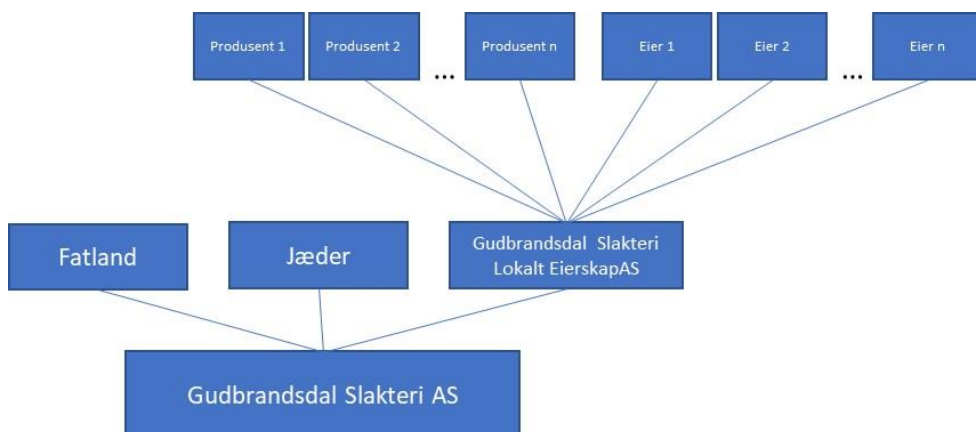 Produsent 1
Produsent 2
...
Produsent n
Eier 1
Eier 2
...
Eier n
Fatland
Jæder
Gudbrandsdal Slakteri
Lokalt EierskapAS
Gudbrandsdal Slakteri AS